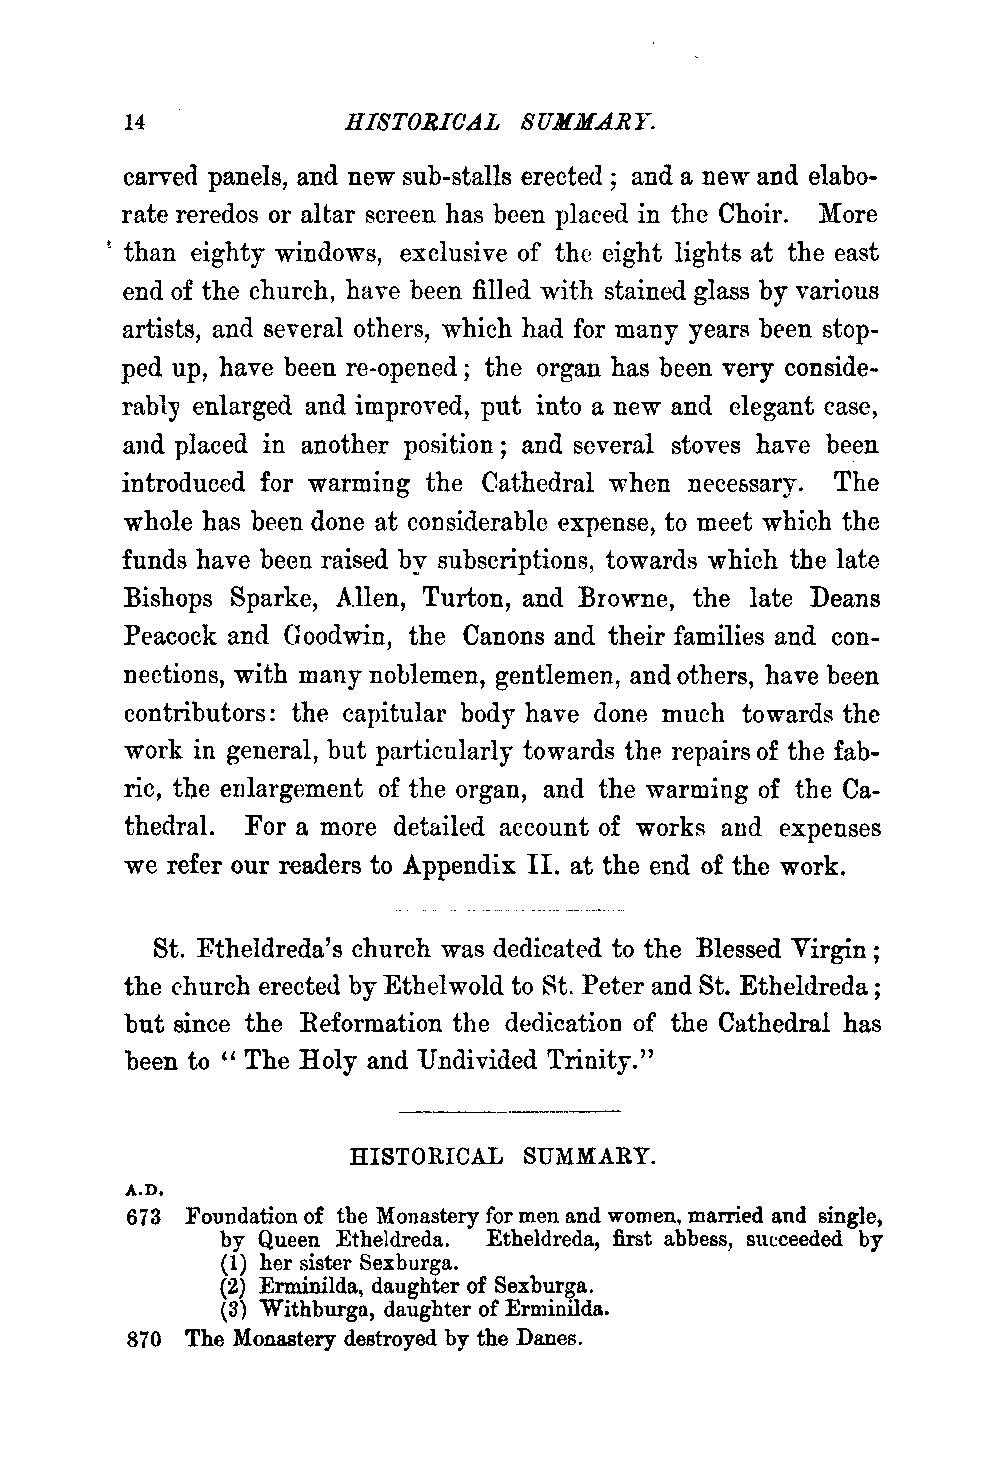 14 HISTORICAL SUMMARY.
carved panels, and new sub-stalls erected ; and a new and elabo-
rate reredos or altar screen has been placed in the Choir. More
than eighty windows, exclusive of the eight lights at the east
end of the church, have been filled with stained glass by various
artists, and several others, which had for many years been stop-
ped up, have been re-opened ; the organ has been very conside-
rably enlarged and improved, put into a new and elegant case,
and placed in another position ; and several stoves have been
introduced for warming the Cathedral when necessary. The
whole has been done at considerable expense, to meet which the
funds have been raised by subscriptions, towards which the late
Bishops Sparke, Allen, Turton, and Browne, the late Deans
Peacock and Goodwin, the Canons and their families and con-
nections, with many noblemen, gentlemen, and others, have been
contributors: the capitular body have done much towards the
work in general, but particularly towards the repairs of the fab-
ric, the enlargement of the organ, and the warming of the Ca-
thedral. For a more detailed account of works and expenses
we refer our readers to Appendix II. at the end of the work.
St. Etheldreda's church was dedicated to the Blessed Virgin ;
the church erected by Ethelwold to St. Peter and St. Etheldreda ;
but since the Reformation the dedication of the Cathedral has
been to “ The Holy and Undivided Trinity.”
HISTORICAL SUMMARY.
A.D.
673 Foundation of the Monastery for men and women, married and single,
by Queen Etheldreda. Etheldreda, first abbess, succeeded by
(1) her sister Sexburga.
(2) Erminilda, daughter of Sexburga.
(3) Withburga, daughter of Erminilda.
870 The Monastery destroyed by the Danes.